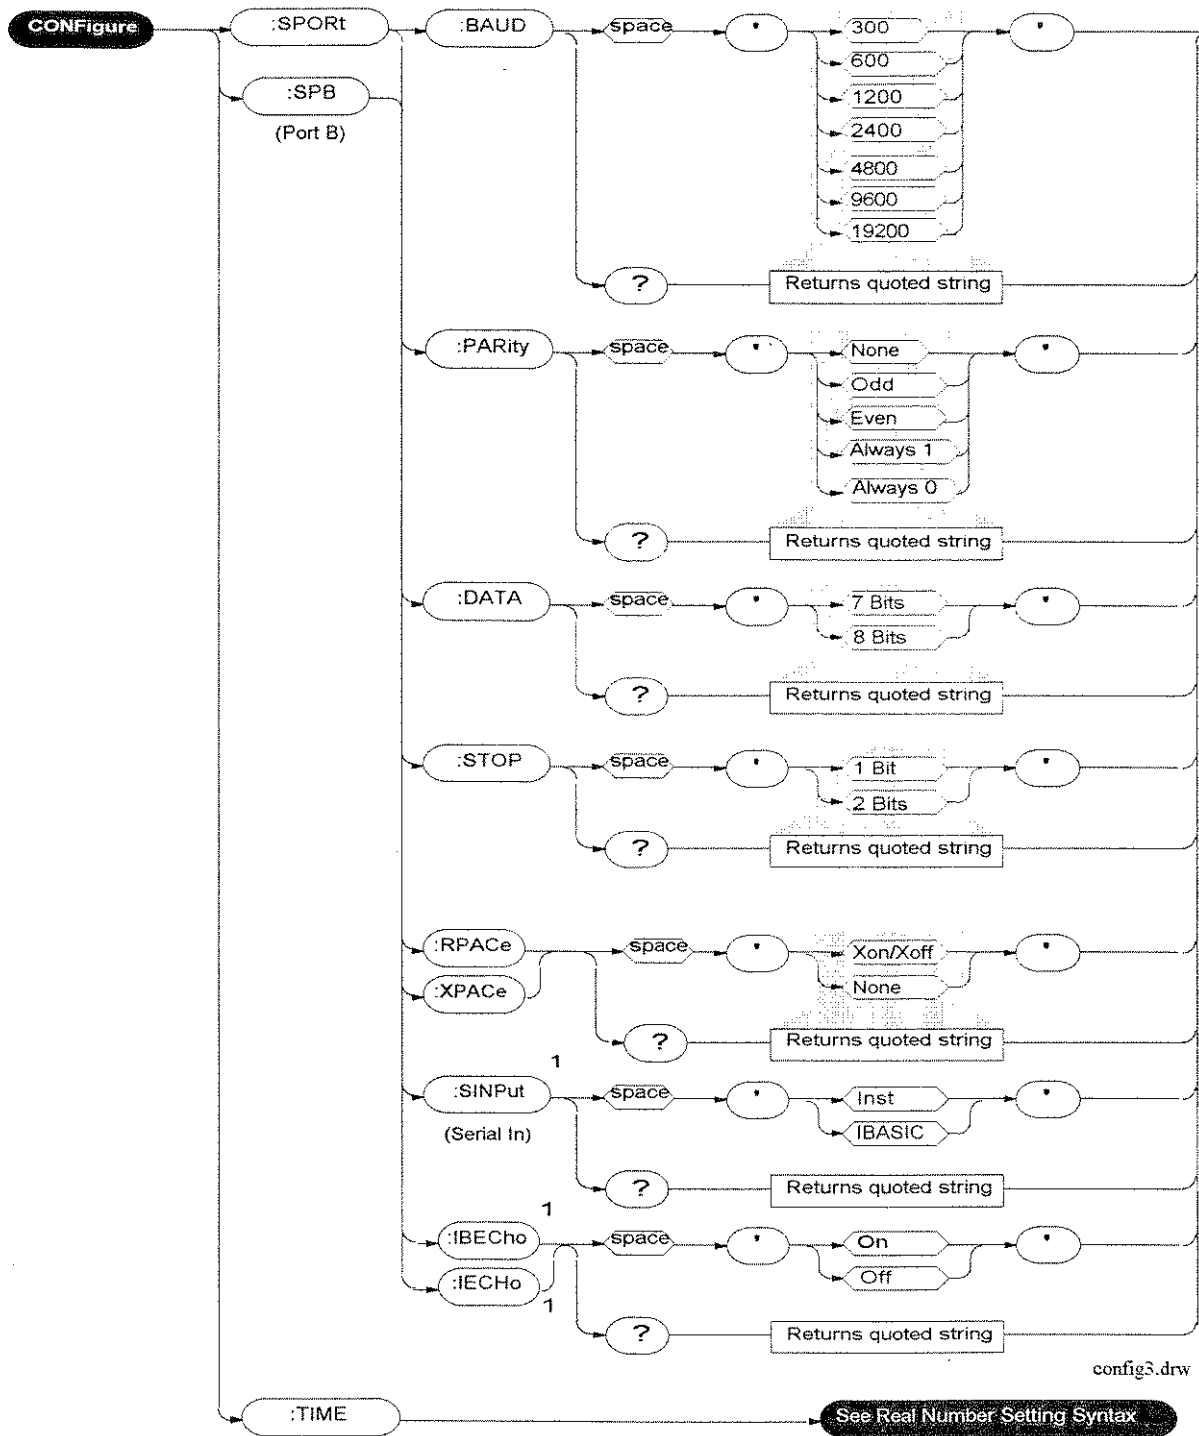 CONFigure :SPORt :BAUD space ' 300 '
600
:SPB
1200
(Port B)
2400
4800
9600
19200
? Returns quoted string
:PARity space ' None '
Odd
Even
Always 1
Always 0
? Returns quoted string
:DATA space ' 7 Bits '
8 Bits
? Returns quoted string
:STOP space ' 1 Bit '
2 Bits
? Returns quoted string
:RPACe space ' Xon/Xoff '
:XPACe None
? Returns quoted string
1
:SINPut space ' Inst '
(Serial In) IBASIC
? Returns quoted string
1
:IBECho space ' On '
:IECHo Off
1
? Returns quoted string
config3.drw
:TIME See Real Number Setting Syntax